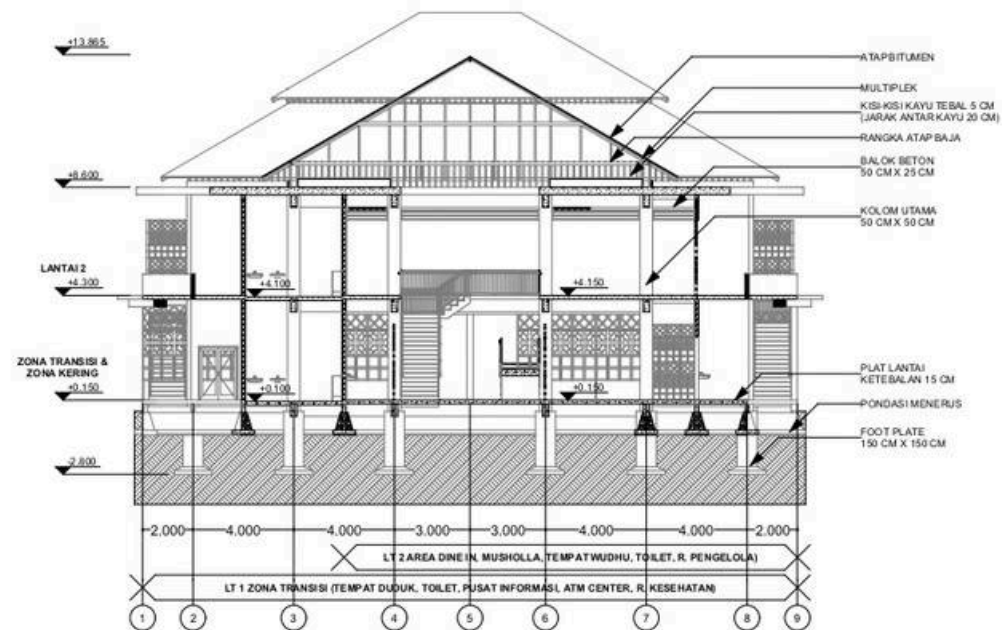 +13.865
ATAP BITUMEN
MULTIPLEK
KISI-KISI KAYU TEBAL 5 CM
(JARAK ANTAR KAYU 20 CM)
RANGKA ATAP BAJA
BALOK BETON
50 CM X 25 CM
+8.600
KOLOM UTAMA
50 CM X 50 CM
LANTAI 2
+4.300
+4.100
+4.150
ZONA TRANSISI &
ZONA KERING
+0.150
+0.100
+0.150
PLAT LANTAI
KETEBALAN 15 CM
PONDASI MENERUS
FOOT PLATE
150 CM X 150 CM
-2.800
2.000 4.000 4.000 3.000 3.000 4.000 4.000 2.000
LT 2 AREA DINE IN, MUSHOLLA, TEMPAT WUDHU, TOILET, R. PENGELOLA)
LT 1 ZONA TRANSISI (TEMPAT DUDUK, TOILET, PUSAT INFORMASI, ATM CENTER, R. KESEHATAN)
1 2 3 4 5 6 7 8 9